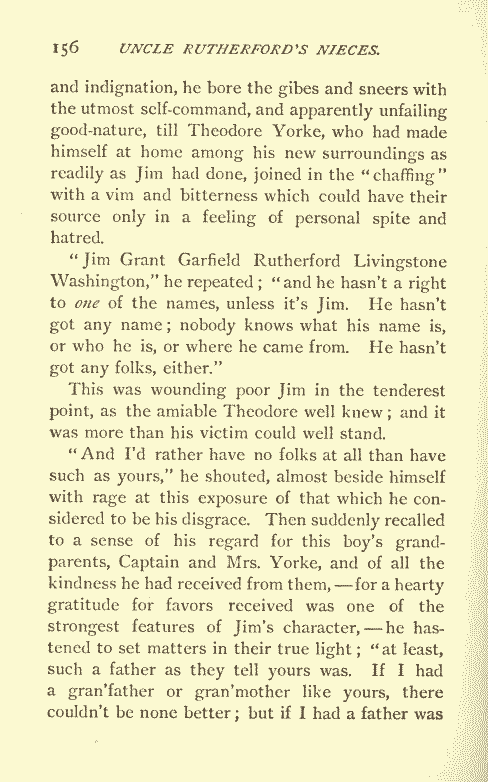 156 UNCLE RUTHERFORD'S NIECES.
and indignation, he bore the gibes and sneers with
the utmost self-command, and apparently unfailing
good-nature, till Theodore Yorke, who had made
himself at home among his new surroundings as
readily as Jim had done, joined in the "chaffing"
with a vim and bitterness which could have their
source only in a feeling of personal spite and
hatred.
"Jim Grant Garfield Rutherford Livingstone
Washington," he repeated; "and he hasn't a right
to one of the names, unless it's Jim. He hasn't
got any name; nobody knows what his name is,
or who he is, or where he came from. He hasn't
got any folks, either."
This was wounding poor Jim in the tenderest
point, as the amiable Theodore well knew; and it
was more than his victim could well stand.
"And I'd rather have no folks at all than have
such as yours," he shouted, almost beside himself
with rage at this exposure of that which he con-
sidered to be his disgrace. Then suddenly recalled
to a sense of his regard for this boy's grand-
parents, Captain and Mrs. Yorke, and of all the
kindness he had received from them, — for a hearty
gratitude for favors received was one of the
strongest features of Jim's character, — he has-
tened to set matters in their true light; "at least,
such a father as they tell yours was. If I had
a gran'father or gran'mother like yours, there
couldn't be none better; but if I had a father was